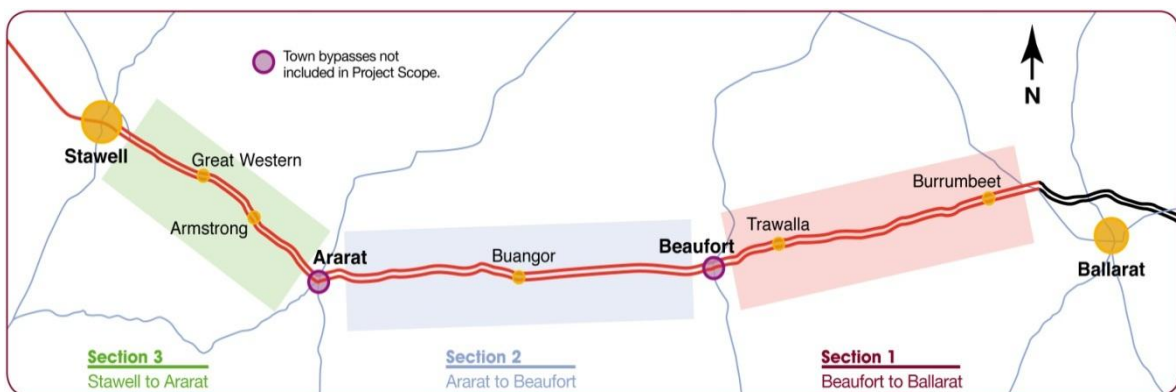 Town bypasses not
included in Project Scope.
N
Stawell
Great Western
Armstrong
Ararat
Buangor
Beaufort
Trawalla
Burrumbeet
Ballarat
Section 3
Stawell to Ararat
Section 2
Ararat to Beaufort
Section 1
Beaufort to Ballarat